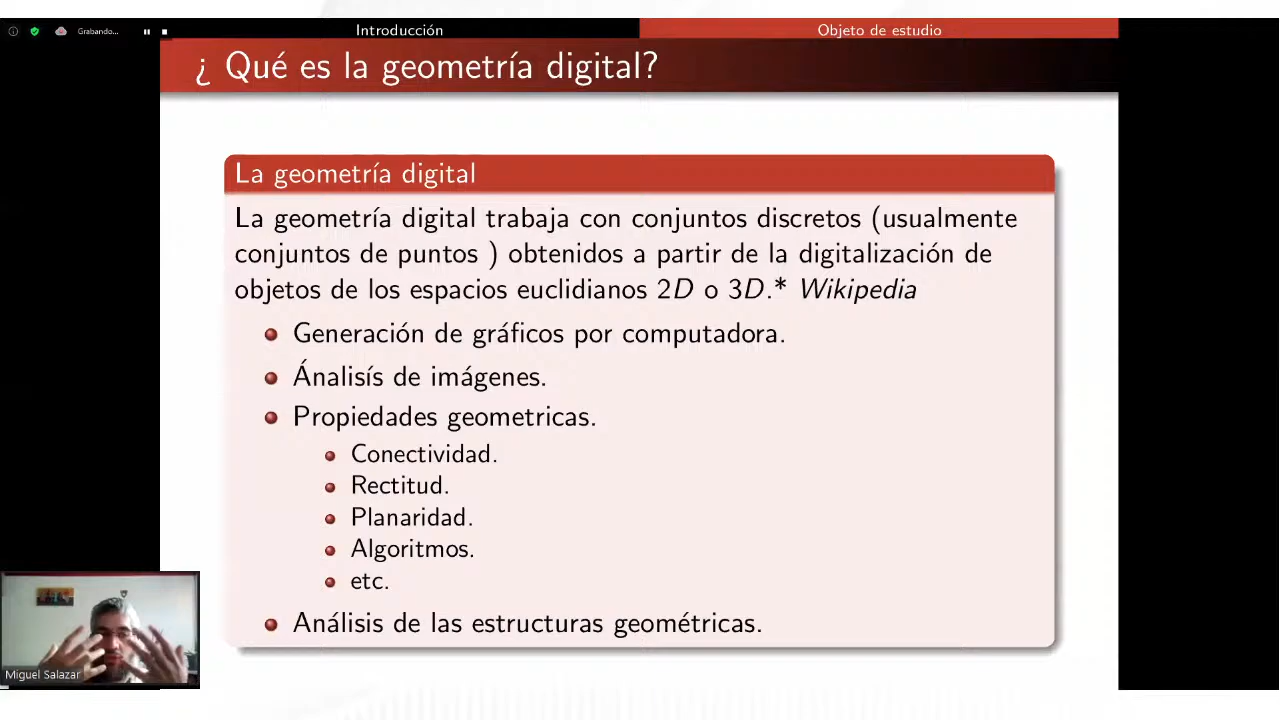 Grabando...
Introducción
Objeto de estudio
¿ Qué es la geometría digital?
La geometría digital
La geometría digital trabaja con conjuntos discretos (usualmente
conjuntos de puntos ) obtenidos a partir de la digitalización de
objetos de los espacios euclidianos 2D o 3D.* Wikipedia
Generación de gráficos por computadora.
Ánalisís de imágenes.
Propiedades geometricas.
Conectividad.
Rectitud.
Planaridad.
Algoritmos.
etc.
Análisis de las estructuras geométricas.
Miguel Salazar